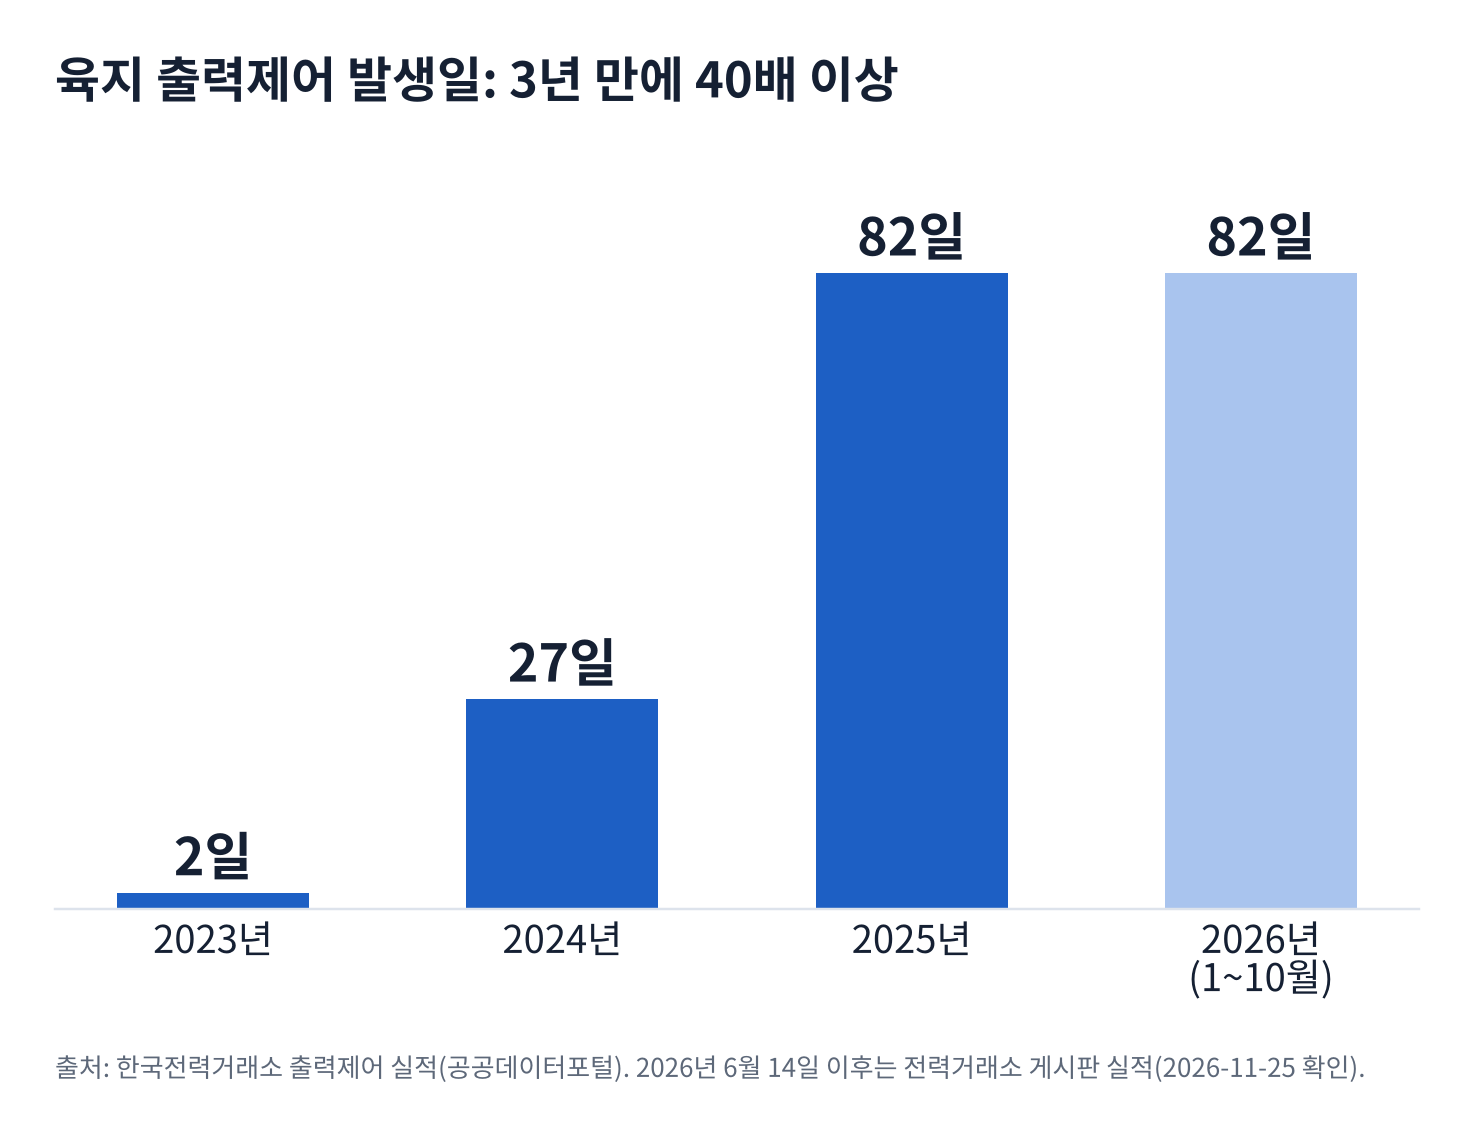 육지 출력제어 발생일: 3년 만에 40배 이상
82일
82일
27일
2일
2023년
2024년
2025년
2026년
(1~10월)
출처: 한국전력거래소 출력제어 실적(공공데이터포털). 2026년 6월 14일 이후는 전력거래소 게시판 실적(2026-11-25 확인).